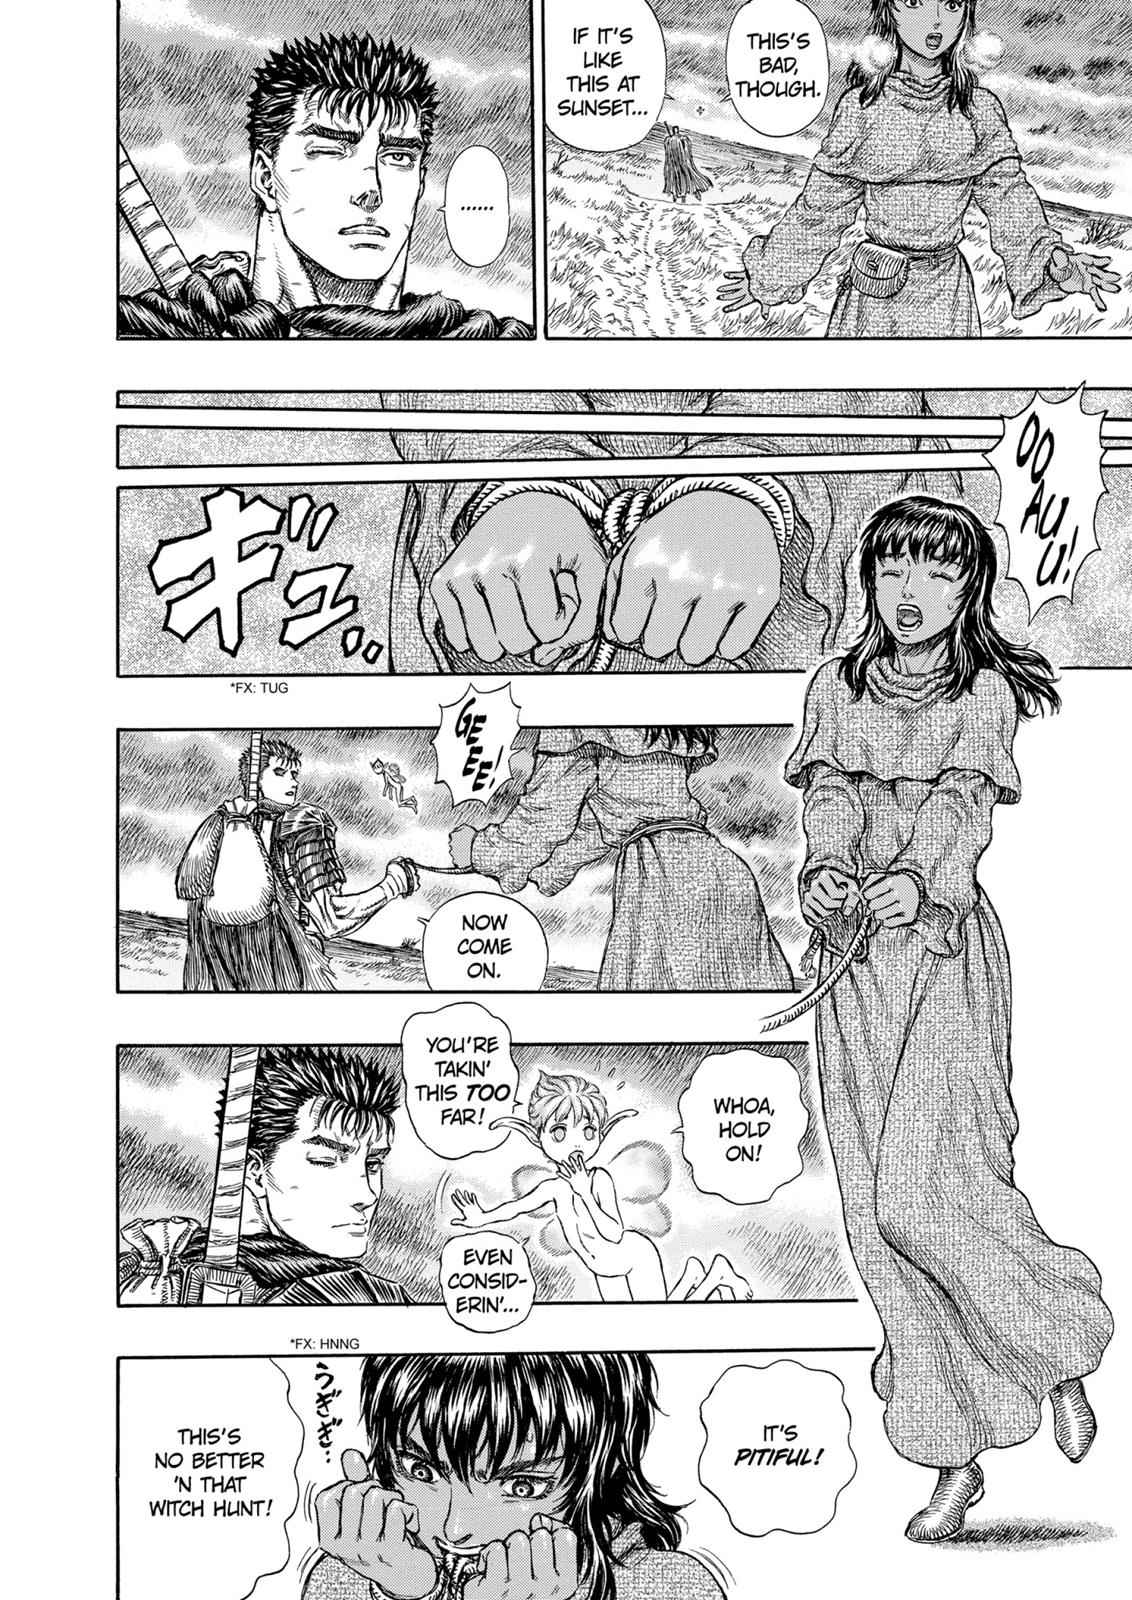 THIS'S
BAD,
THOUGH.
IF IT'S
LIKE
THIS AT
SUNSET...
......
OO
AU
U!
ギュ..
*FX: TUG
GE
EEE!
NOW
COME
ON.
WHOA,
HOLD
ON!
YOU'RE
TAKIN'
THIS TOO
FAR!
EVEN
CONSID-
ERIN'...
IT'S
PITIFUL!
*FX: HNNG
うぎぎ..
THIS'S
NO BETTER
'N THAT
WITCH HUNT!